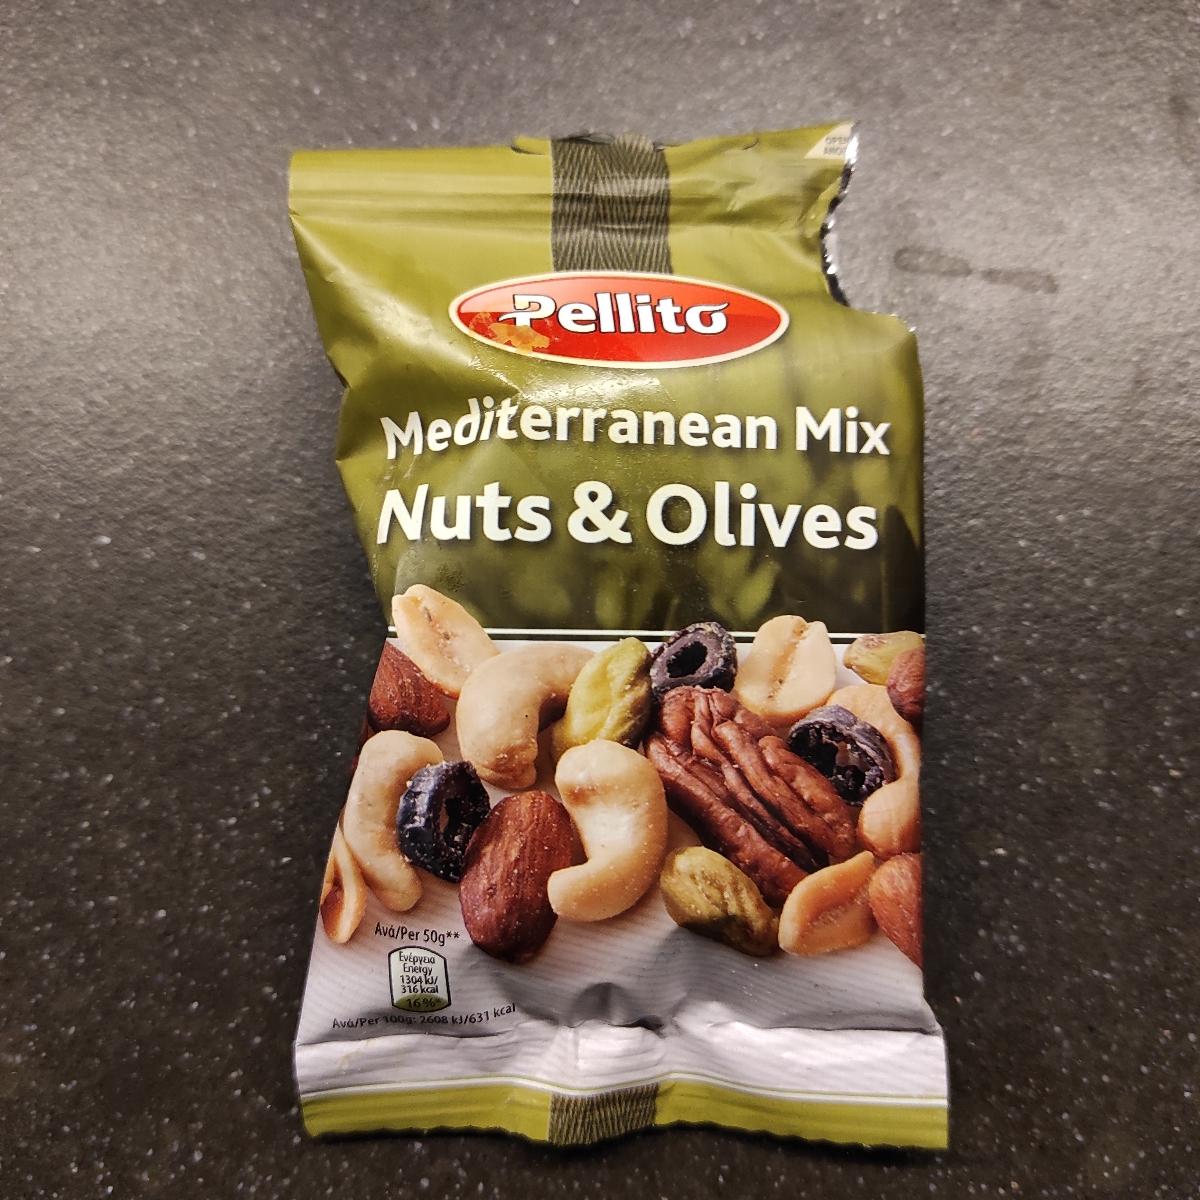 OPEN
Pellito
Mediterranean Mix
Nuts & Olives
Ανά/Per 50g**
Ενέργεια
Energy
1304 kJ/
316 kcal
16%*
Ανά/Per 100g: 2608 kJ/631 kcal